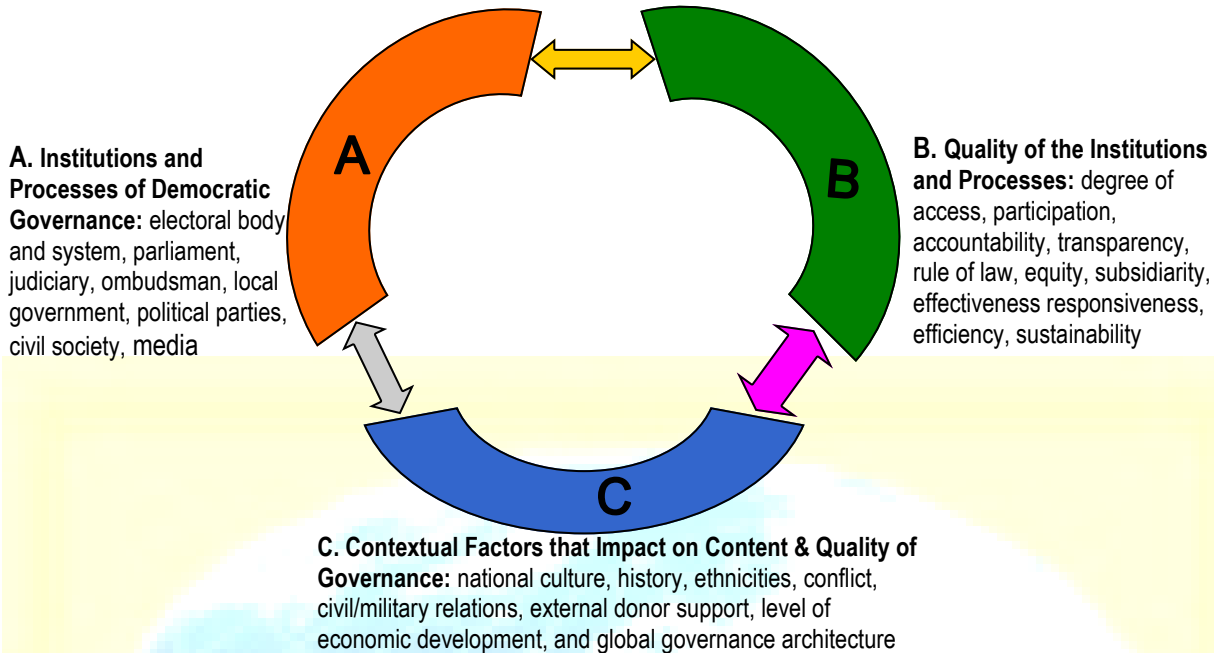 A
B
A. Institutions and
Processes of Democratic
Governance: electoral body
and system, parliament,
judiciary, ombudsman, local
government, political parties,
civil society, media
B. Quality of the Institutions
and Processes: degree of
access, participation,
accountability, transparency,
rule of law, equity, subsidiarity,
effectiveness responsiveness,
efficiency, sustainability
C
C. Contextual Factors that Impact on Content & Quality of
Governance: national culture, history, ethnicities, conflict,
civil/military relations, external donor support, level of
economic development, and global governance architecture